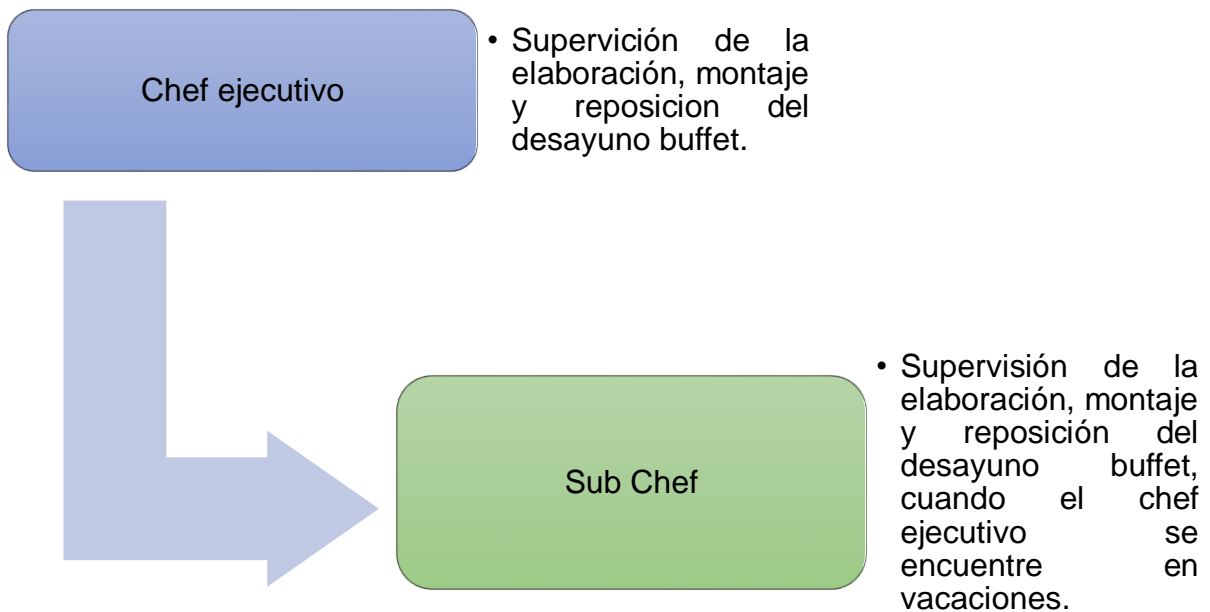 Chef ejecutivo
• Supervición de la
elaboración, montaje
y reposicion del
desayuno buffet.
Sub Chef
• Supervisión de la
elaboración, montaje
y reposición del
desayuno buffet,
cuando el chef
ejecutivo se
encuentre en
vacaciones.